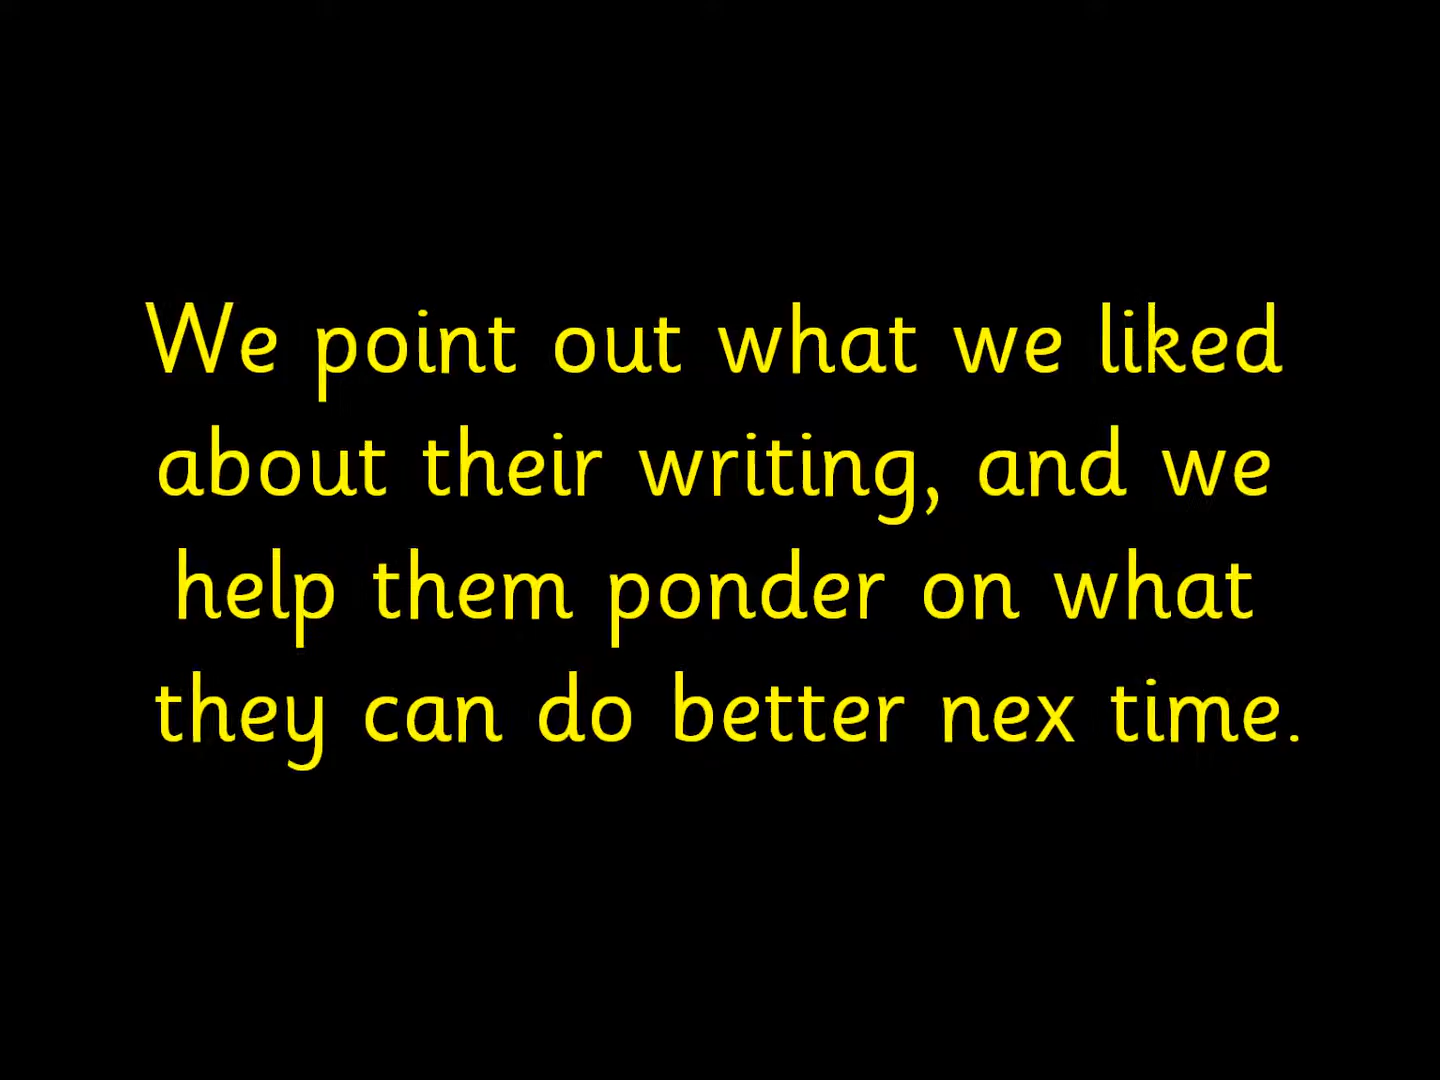 We point out what we liked
about their writing, and we
help them ponder on what
they can do better nex time.